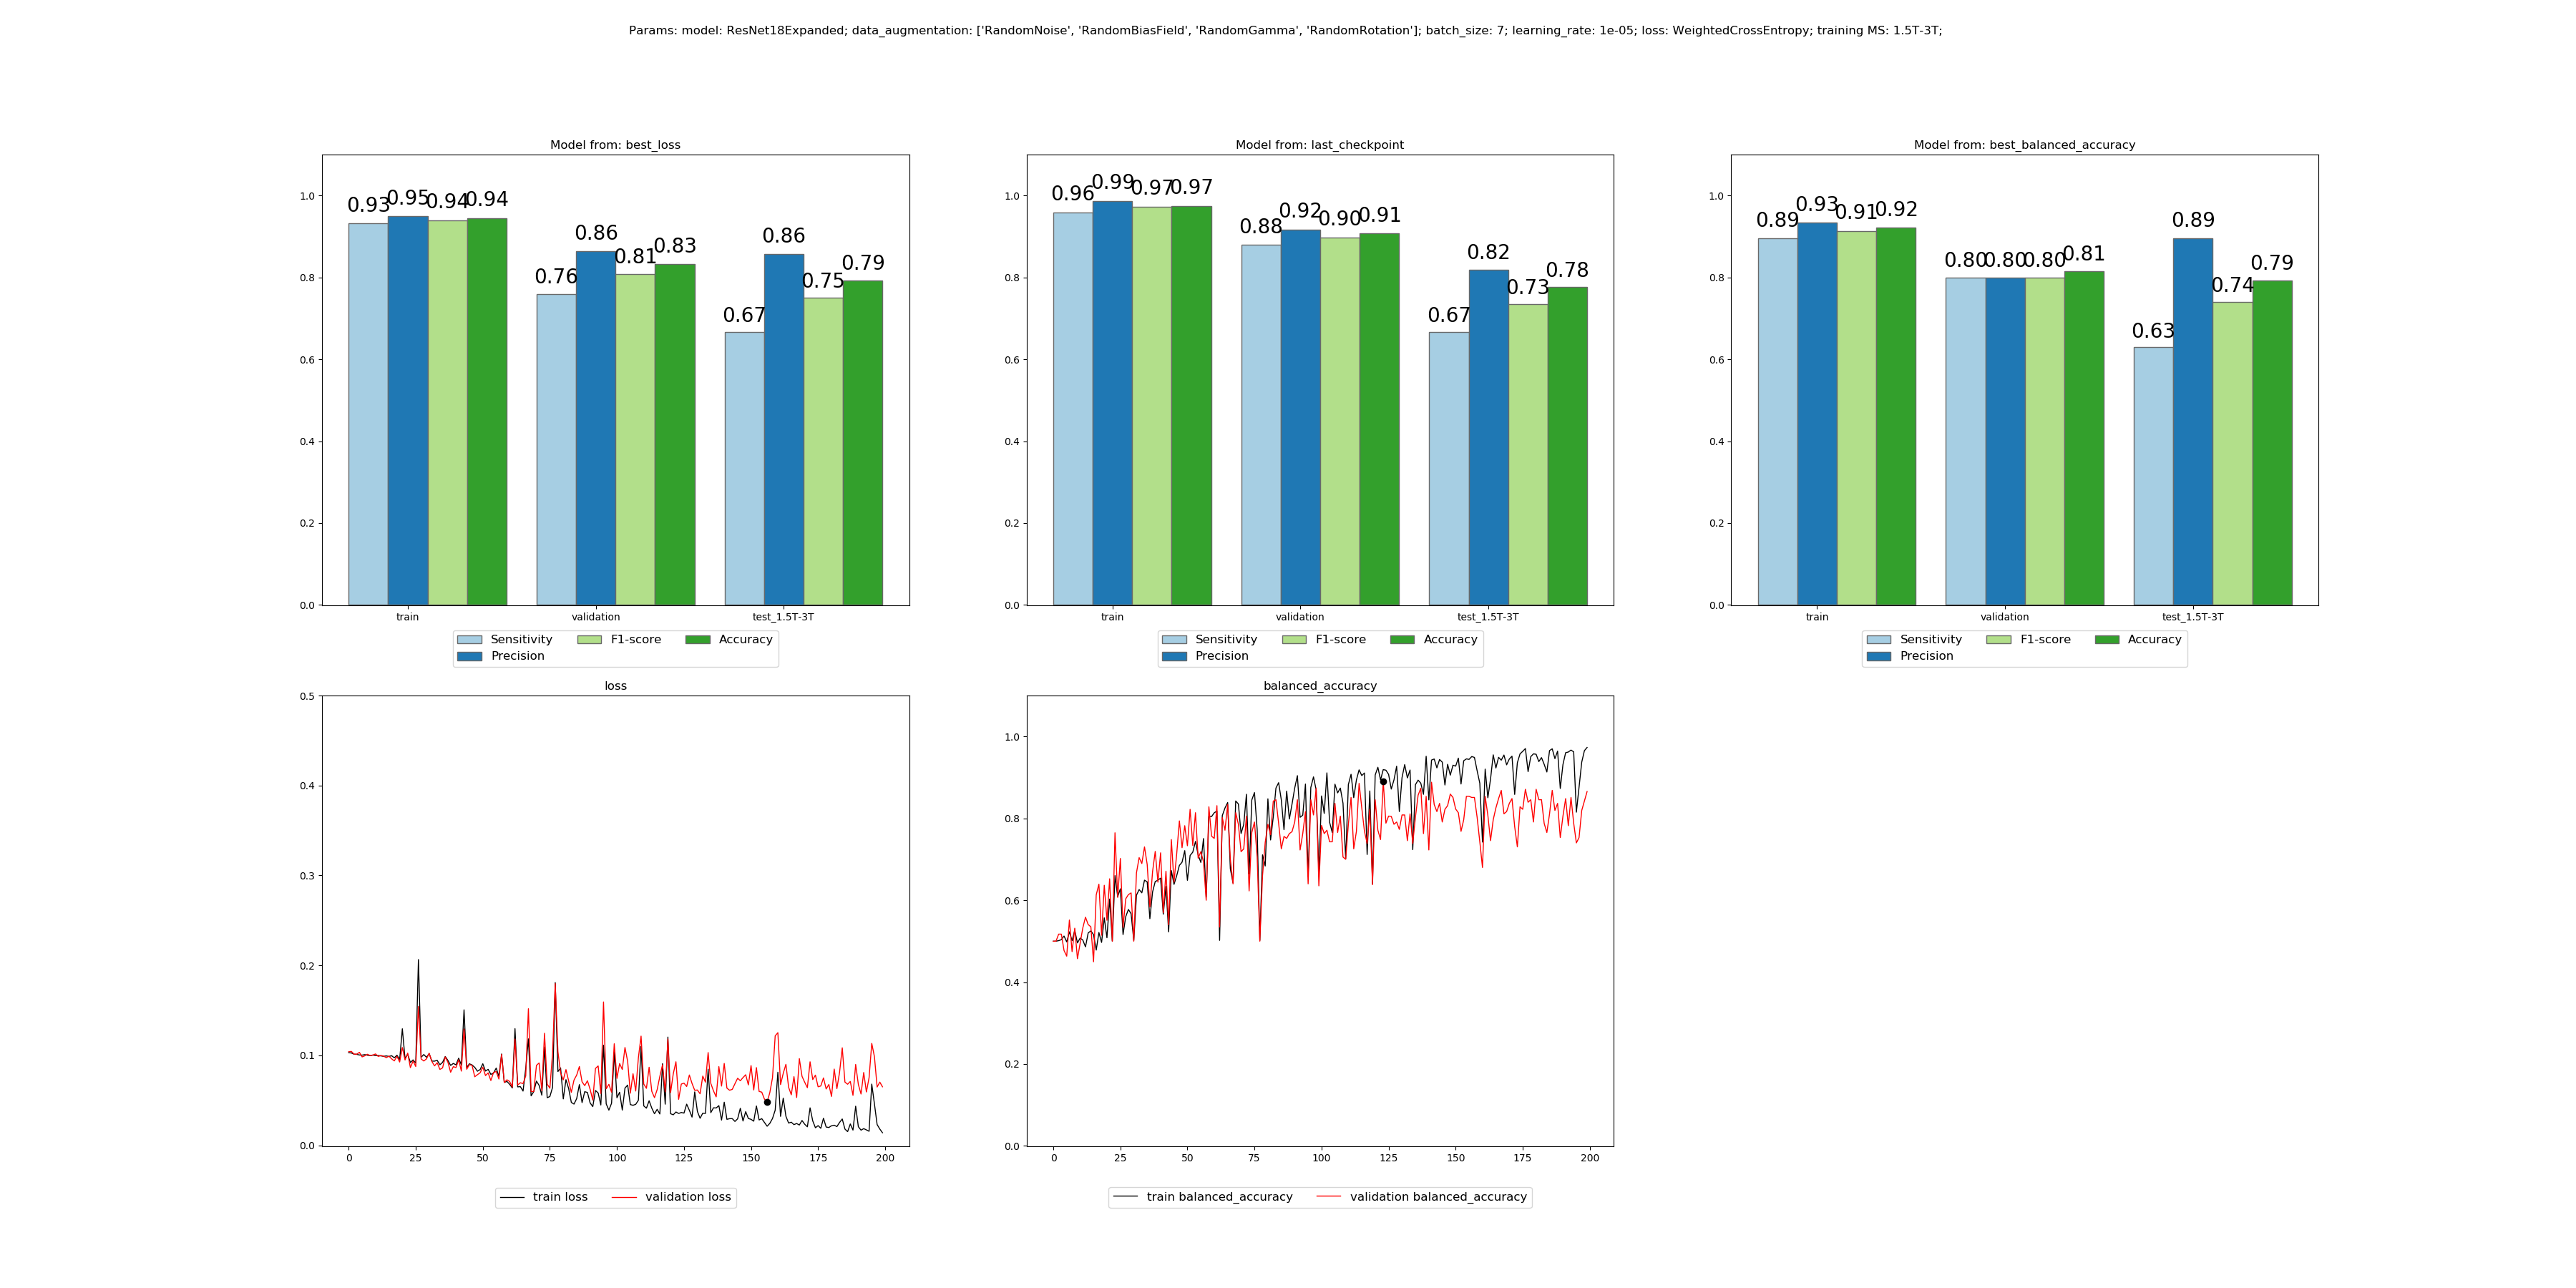 Params: model: ResNet18Expanded; data_augmentation: ['RandomNoise', 'RandomBiasField', 'RandomGamma', 'RandomRotation']; batch_size: 7; learning_rate: 1e-05; loss: WeightedCrossEntropy; training MS: 1.5T-3T;
Model from: best_loss
1.0
0.8
0.6
0.4
0.2
0.0
0.93 0.95 0.94 0.94
0.76 0.86 0.81 0.83
0.67 0.86 0.75 0.79
train validation test_1.5T-3T
Sensitivity F1-score Accuracy
Precision
Model from: last_checkpoint
1.0
0.8
0.6
0.4
0.2
0.0
0.96 0.99 0.97 0.97
0.88 0.92 0.90 0.91
0.67 0.82 0.73 0.78
train validation test_1.5T-3T
Sensitivity F1-score Accuracy
Precision
Model from: best_balanced_accuracy
1.0
0.8
0.6
0.4
0.2
0.0
0.89 0.93 0.91 0.92
0.80 0.80 0.80 0.81
0.63 0.89 0.74 0.79
train validation test_1.5T-3T
Sensitivity F1-score Accuracy
Precision
loss
0.5
0.4
0.3
0.2
0.1
0.0
0 25 50 75 100 125 150 175 200
train loss validation loss
balanced_accuracy
1.0
0.8
0.6
0.4
0.2
0.0
0 25 50 75 100 125 150 175 200
train balanced_accuracy validation balanced_accuracy